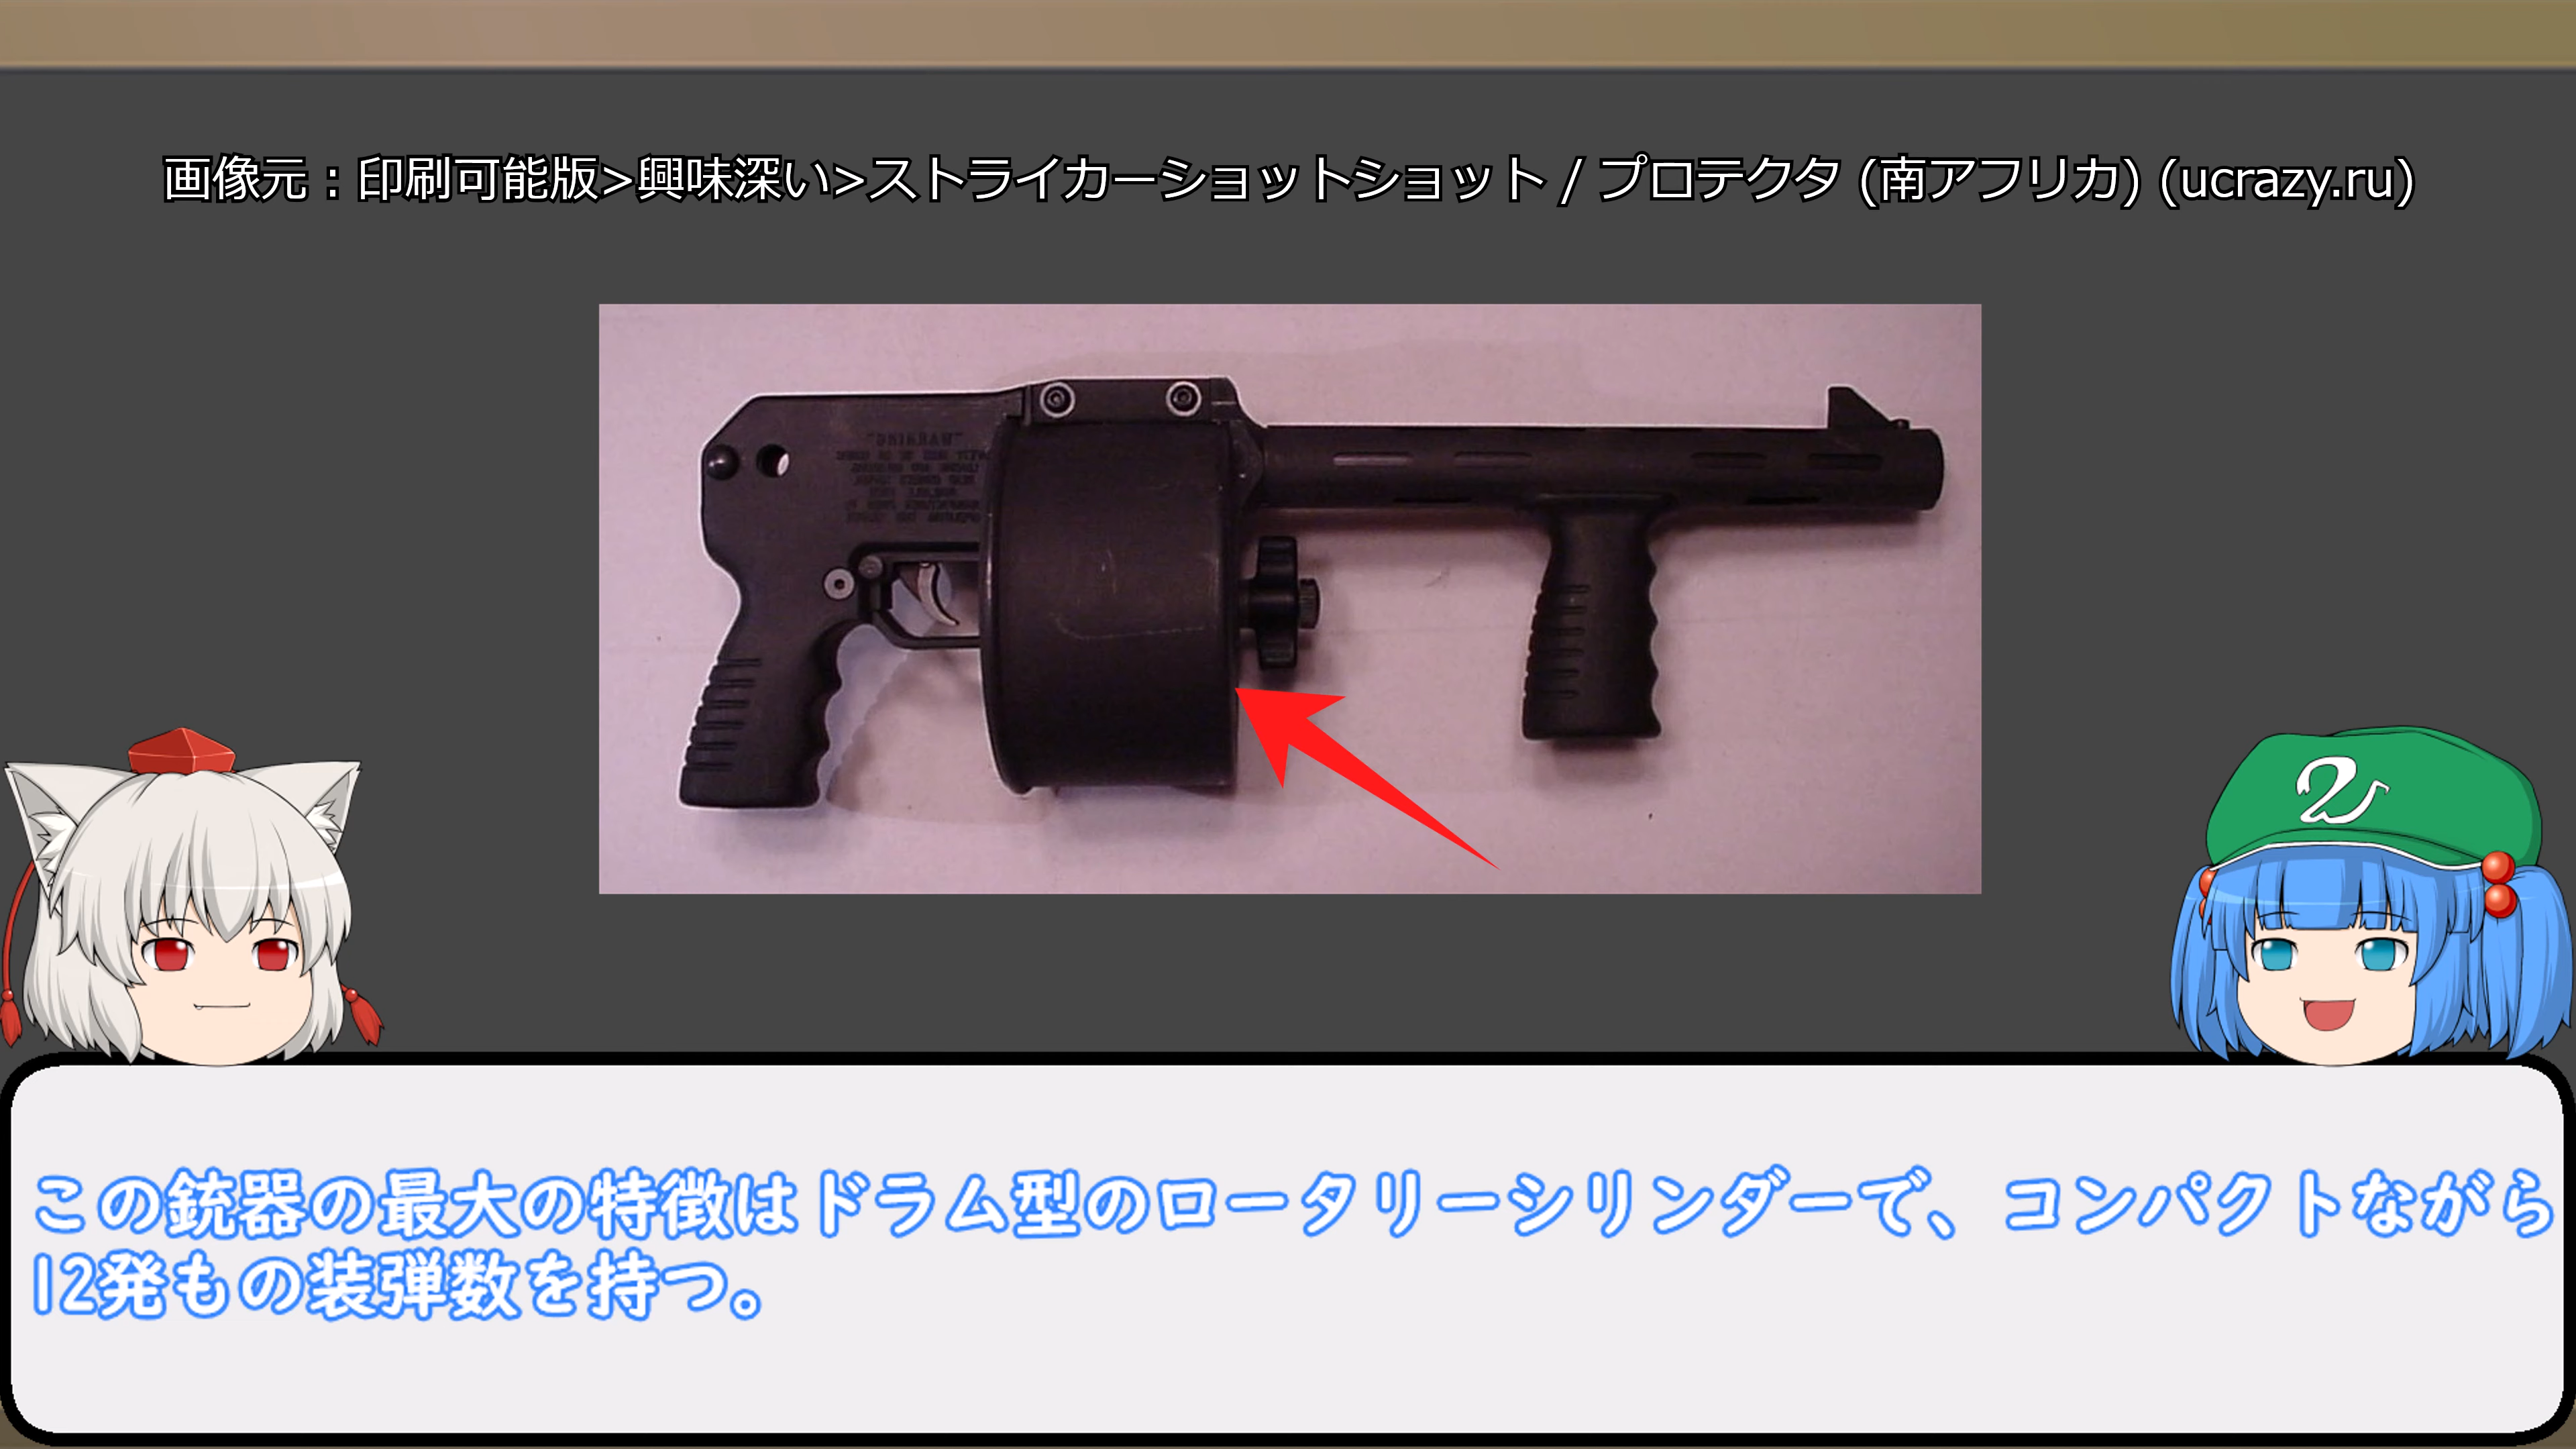 画像元：印刷可能版>興味深い>ストライカーショットショット / プロテクタ (南アフリカ) (ucrazy.ru)
この銃器の最大の特徴はドラム型のロータリーシリンダーで、コンパクトながら
12発もの装弾数を持つ。